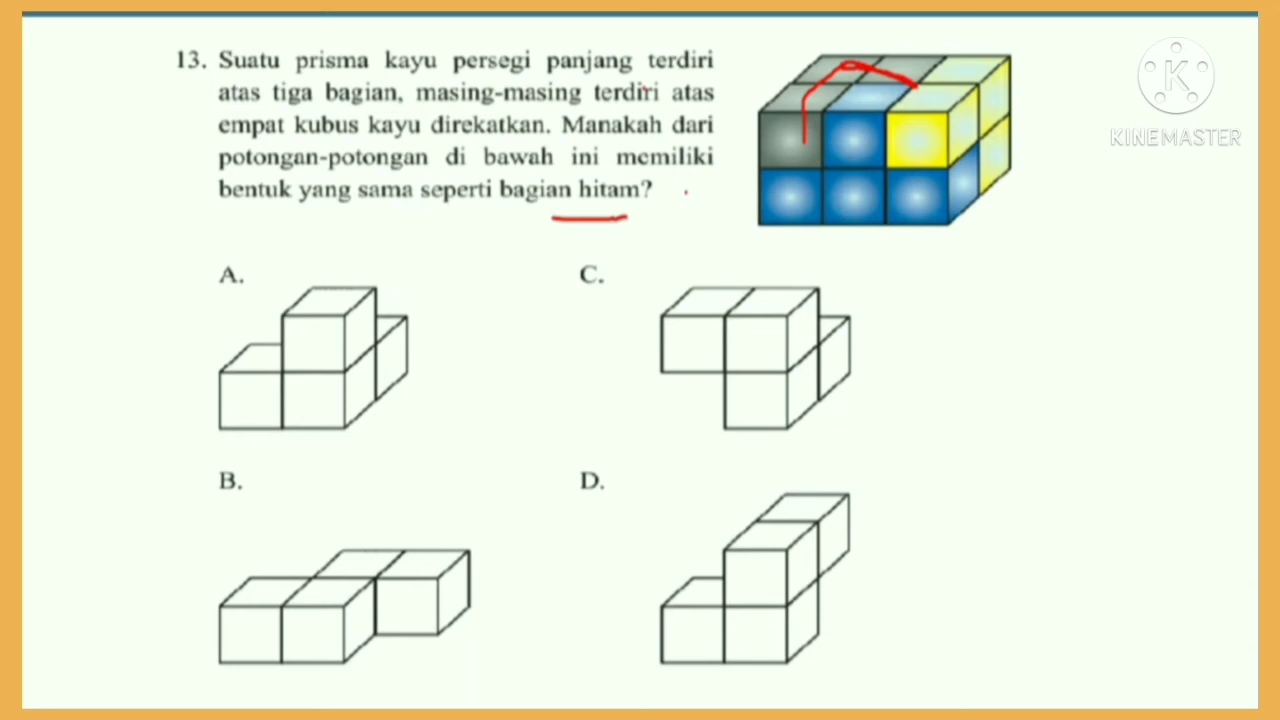 13. Suatu prisma kayu persegi panjang terdiri
atas tiga bagian, masing-masing terdiri atas
empat kubus kayu direkatkan. Manakah dari
potongan-potongan di bawah ini memiliki
bentuk yang sama seperti bagian hitam?
K
KINEMASTER
A.
C.
B.
D.